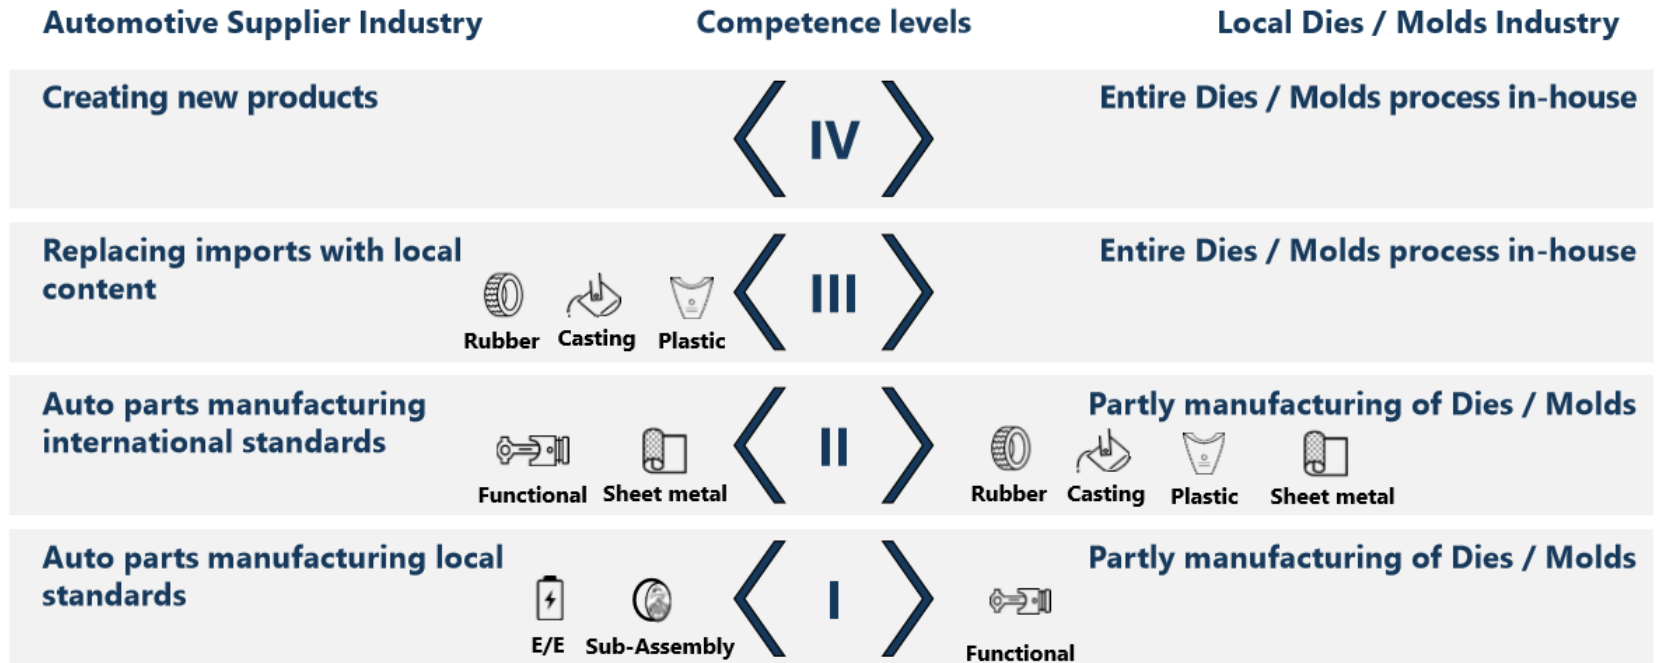 Automotive Supplier Industry
Competence levels
Local Dies / Molds Industry
Creating new products
IV
Entire Dies / Molds process in-house
Replacing imports with local
content
Rubber
Casting
Plastic
III
Entire Dies / Molds process in-house
Auto parts manufacturing
international standards
Functional
Sheet metal
II
Partly manufacturing of Dies / Molds
Rubber
Casting
Plastic
Sheet metal
Auto parts manufacturing local
standards
E/E
Sub-Assembly
I
Partly manufacturing of Dies / Molds
Functional